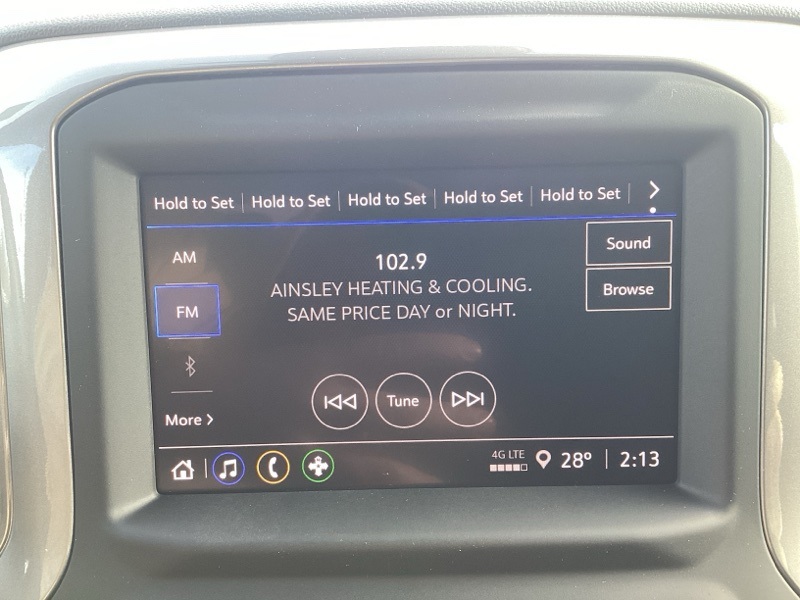 Hold to Set Hold to Set Hold to Set Hold to Set Hold to Set
AM
102.9
Sound
AINSLEY HEATING & COOLING.
Browse
FM
SAME PRICE DAY or NIGHT.
Tune
More
4G LTE
28° 2:13